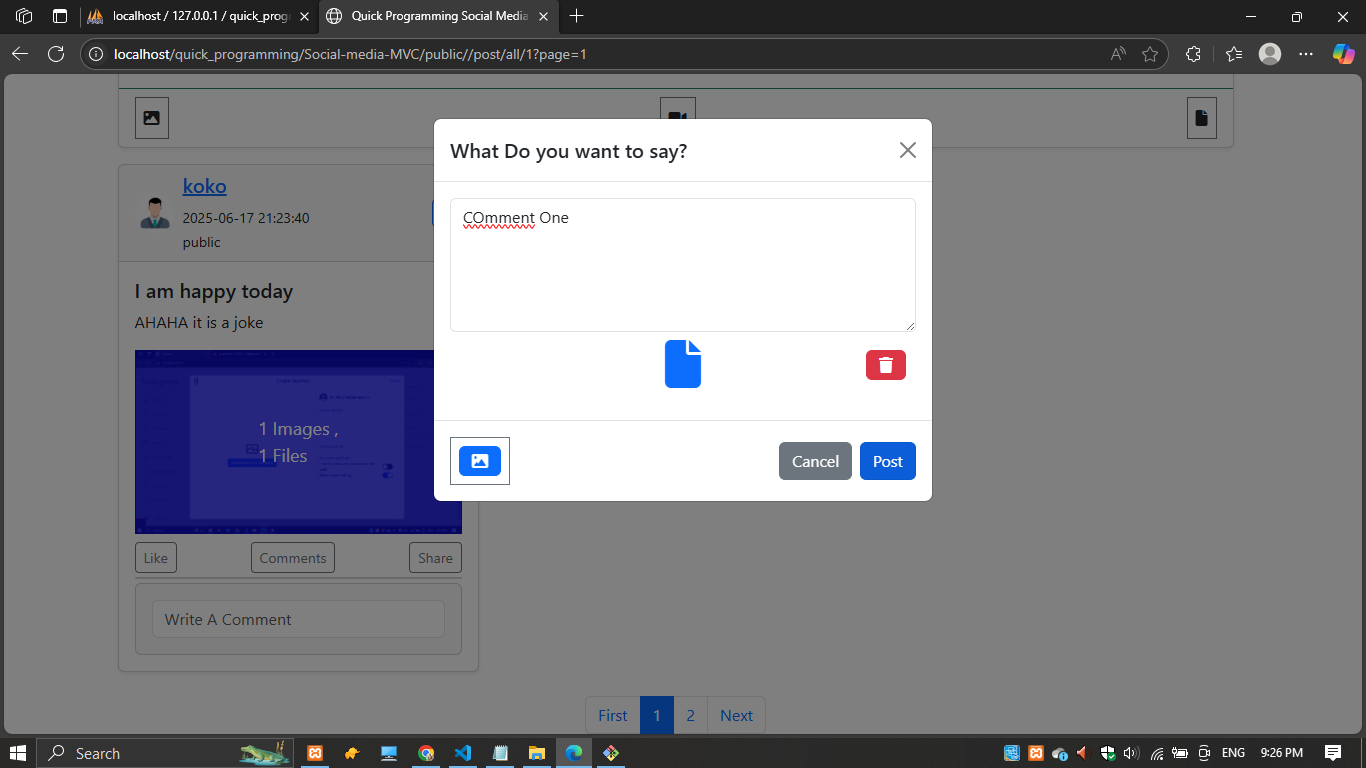 localhost / 127.0.0.1 / quick_progr
Quick Programming Social Media
localhost/quick_programming/Social-media-MVC/public//post/all/1?page=1
What Do you want to say?
COmment One
Cancel
Post
koko
2025-06-17 21:23:40
public
I am happy today
AHAHA it is a joke
1 Images ,
1 Files
Like
Comments
Share
Write A Comment
First
1
2
Next
Search
ENG
9:26 PM